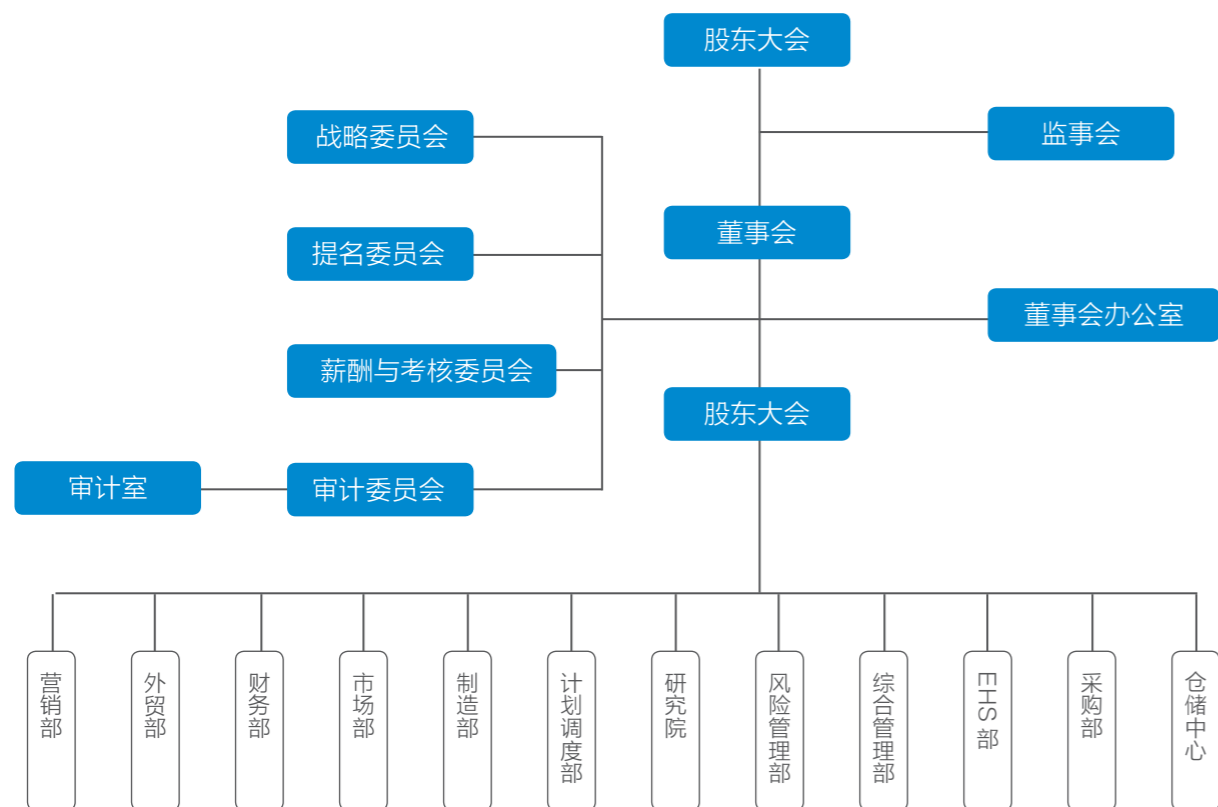 股东大会
战略委员会
监事会
提名委员会
董事会
董事会办公室
薪酬与考核委员会
股东大会
审计室
审计委员会
营销部
外贸部
财务部
市场部
制造部
计划调度部
研究院
风险管理部
综合管理部
EHS 部
采购部
仓储中心